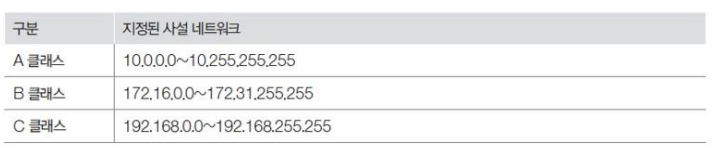 구분 지정된 사설 네트워크
A 클래스 10.0.0.0~10.255.255.255
B 클래스 172.16.0.0~172.31.255.255
C 클래스 192.168.0.0~192.168.255.255